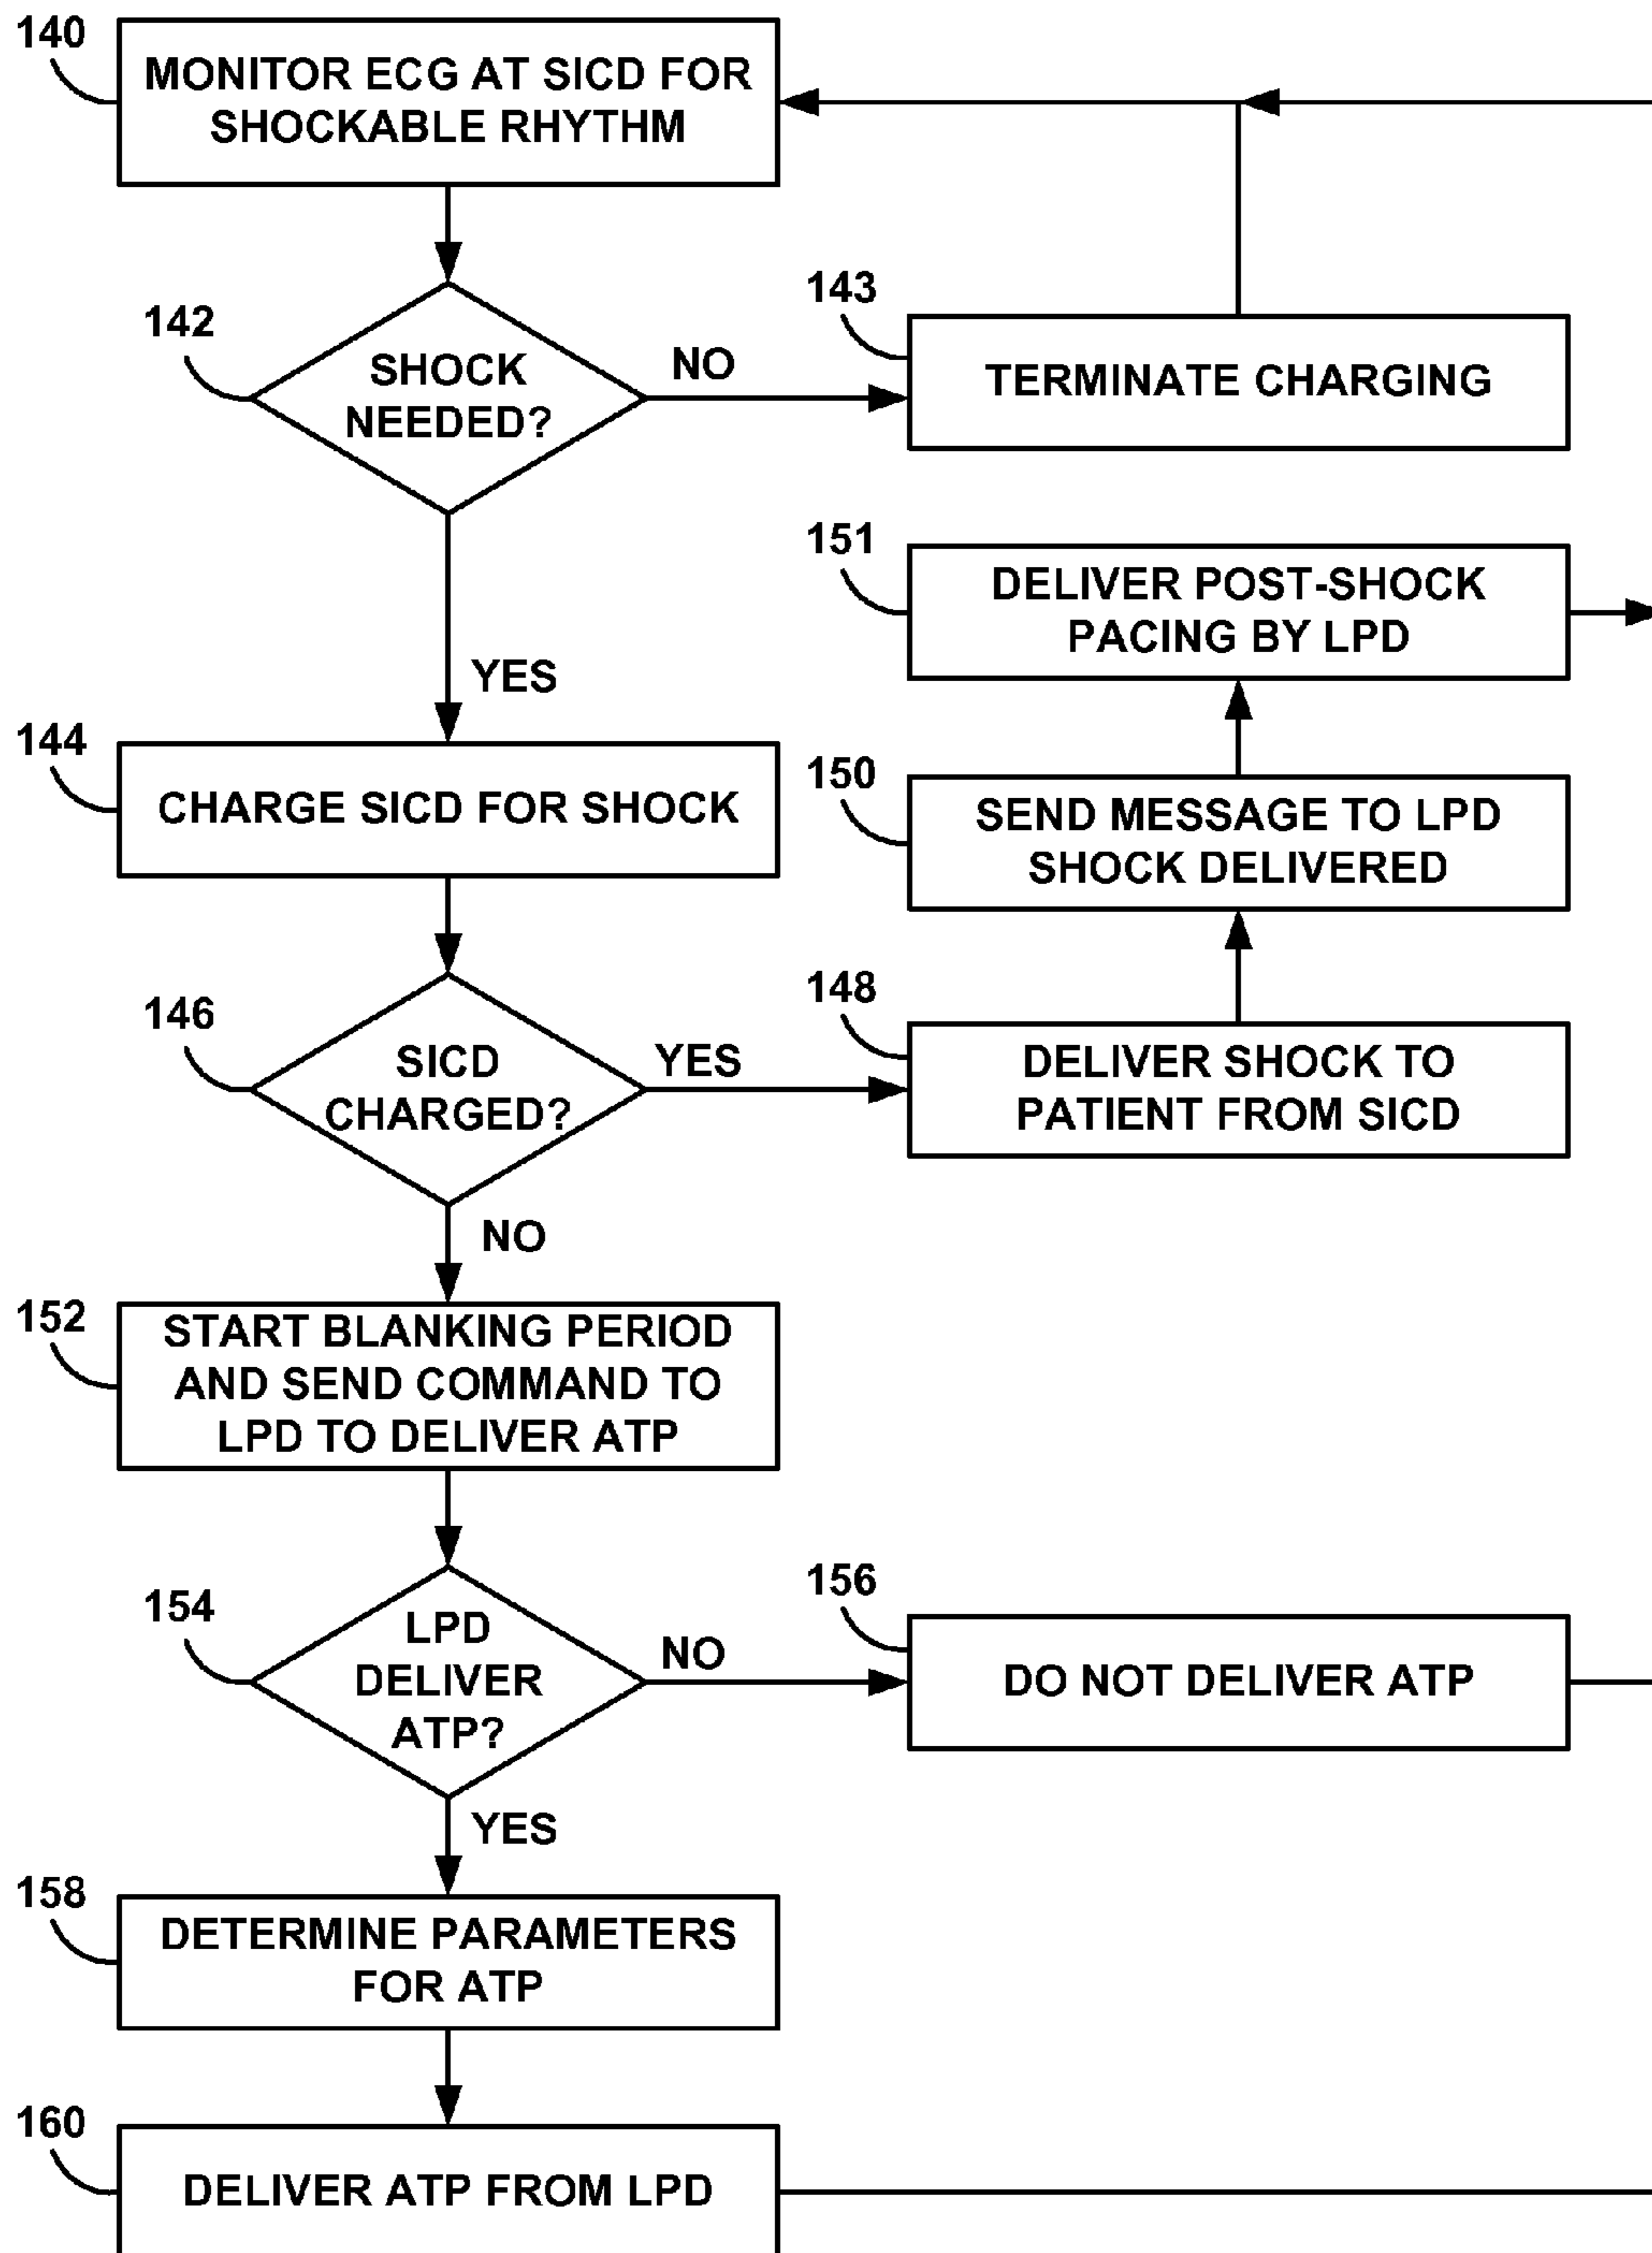 140
MONITOR ECG AT SICD FOR
SHOCKABLE RHYTHM
142
SHOCK
NEEDED?
NO
143
TERMINATE CHARGING
YES
144
CHARGE SICD FOR SHOCK
146
SICD
CHARGED?
YES
148
DELIVER SHOCK TO
PATIENT FROM SICD
150
SEND MESSAGE TO LPD
SHOCK DELIVERED
151
DELIVER POST-SHOCK
PACING BY LPD
NO
152
START BLANKING PERIOD
AND SEND COMMAND TO
LPD TO DELIVER ATP
154
LPD
DELIVER
ATP?
NO
156
DO NOT DELIVER ATP
YES
158
DETERMINE PARAMETERS
FOR ATP
160
DELIVER ATP FROM LPD